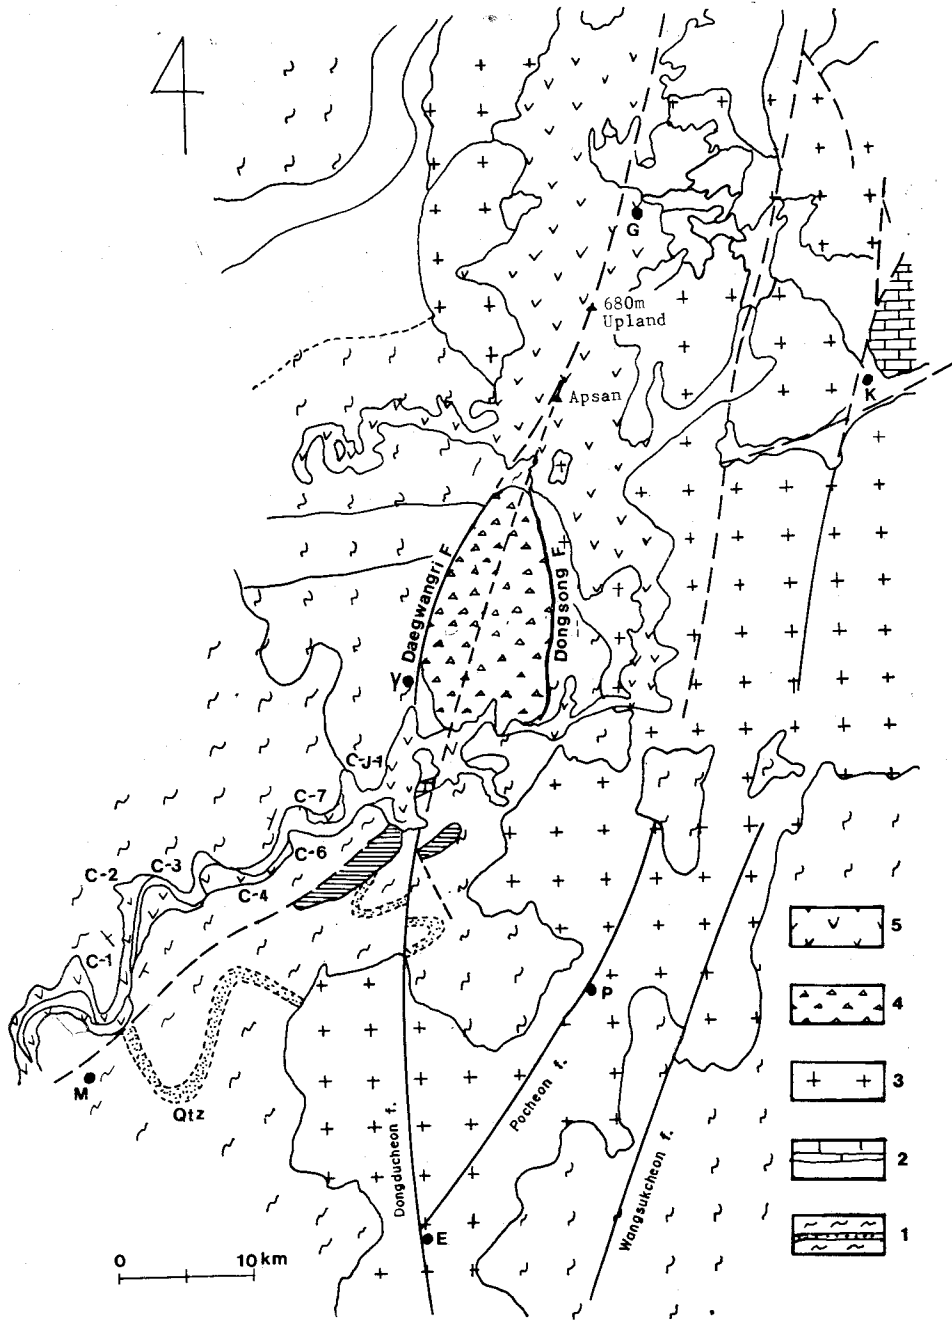 G
680m
Upland
Apsan
K
Daegwangri F
Dongsong F.
Y
C-J-1
C-7
C-6
C-3
C-2
C-4
C-1
5
4
P
M
3
Qtz
Pocheon f.
2
Dongducheon f.
Wangsukcheon f.
1
E
0 10 km